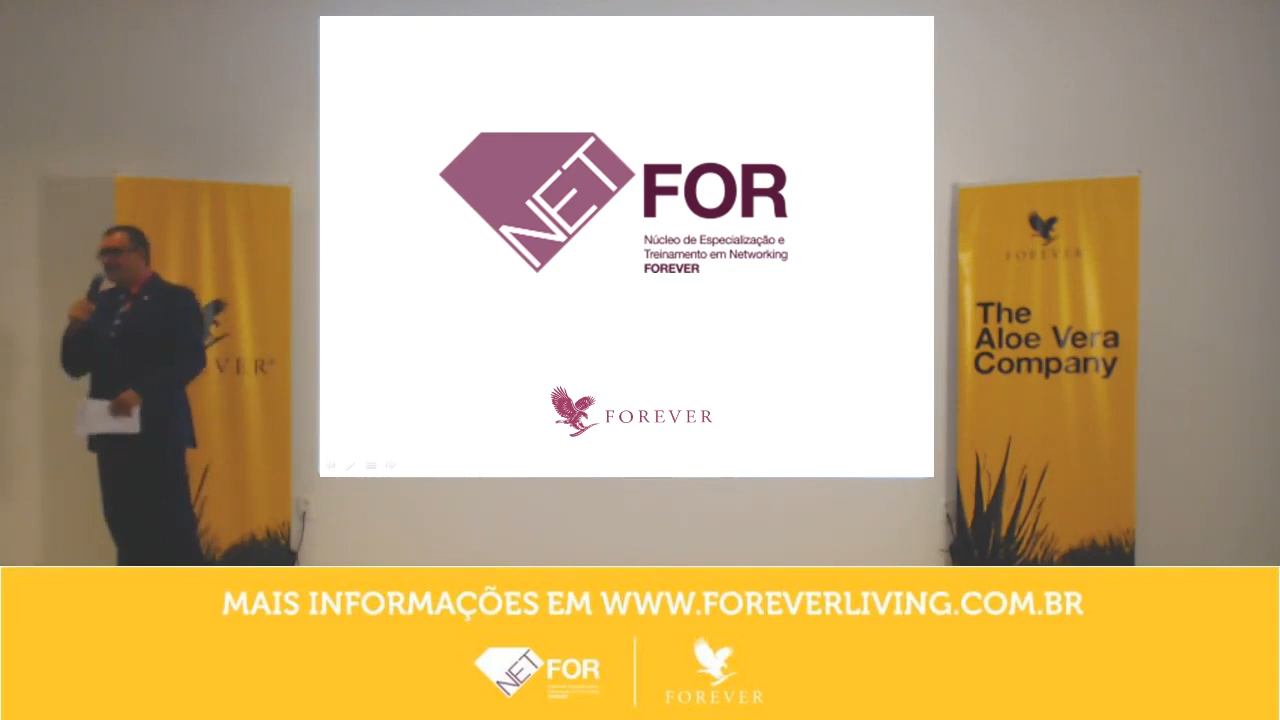 NET
FOR
Núcleo de Especialização e
Treinamento em Networking
FOREVER
FOREVER
VER
FOREVER
The
Aloe Vera
Company
MAIS INFORMAÇÕES EM WWW.FOREVERLIVING.COM.BR
NET FOR
FOREVER